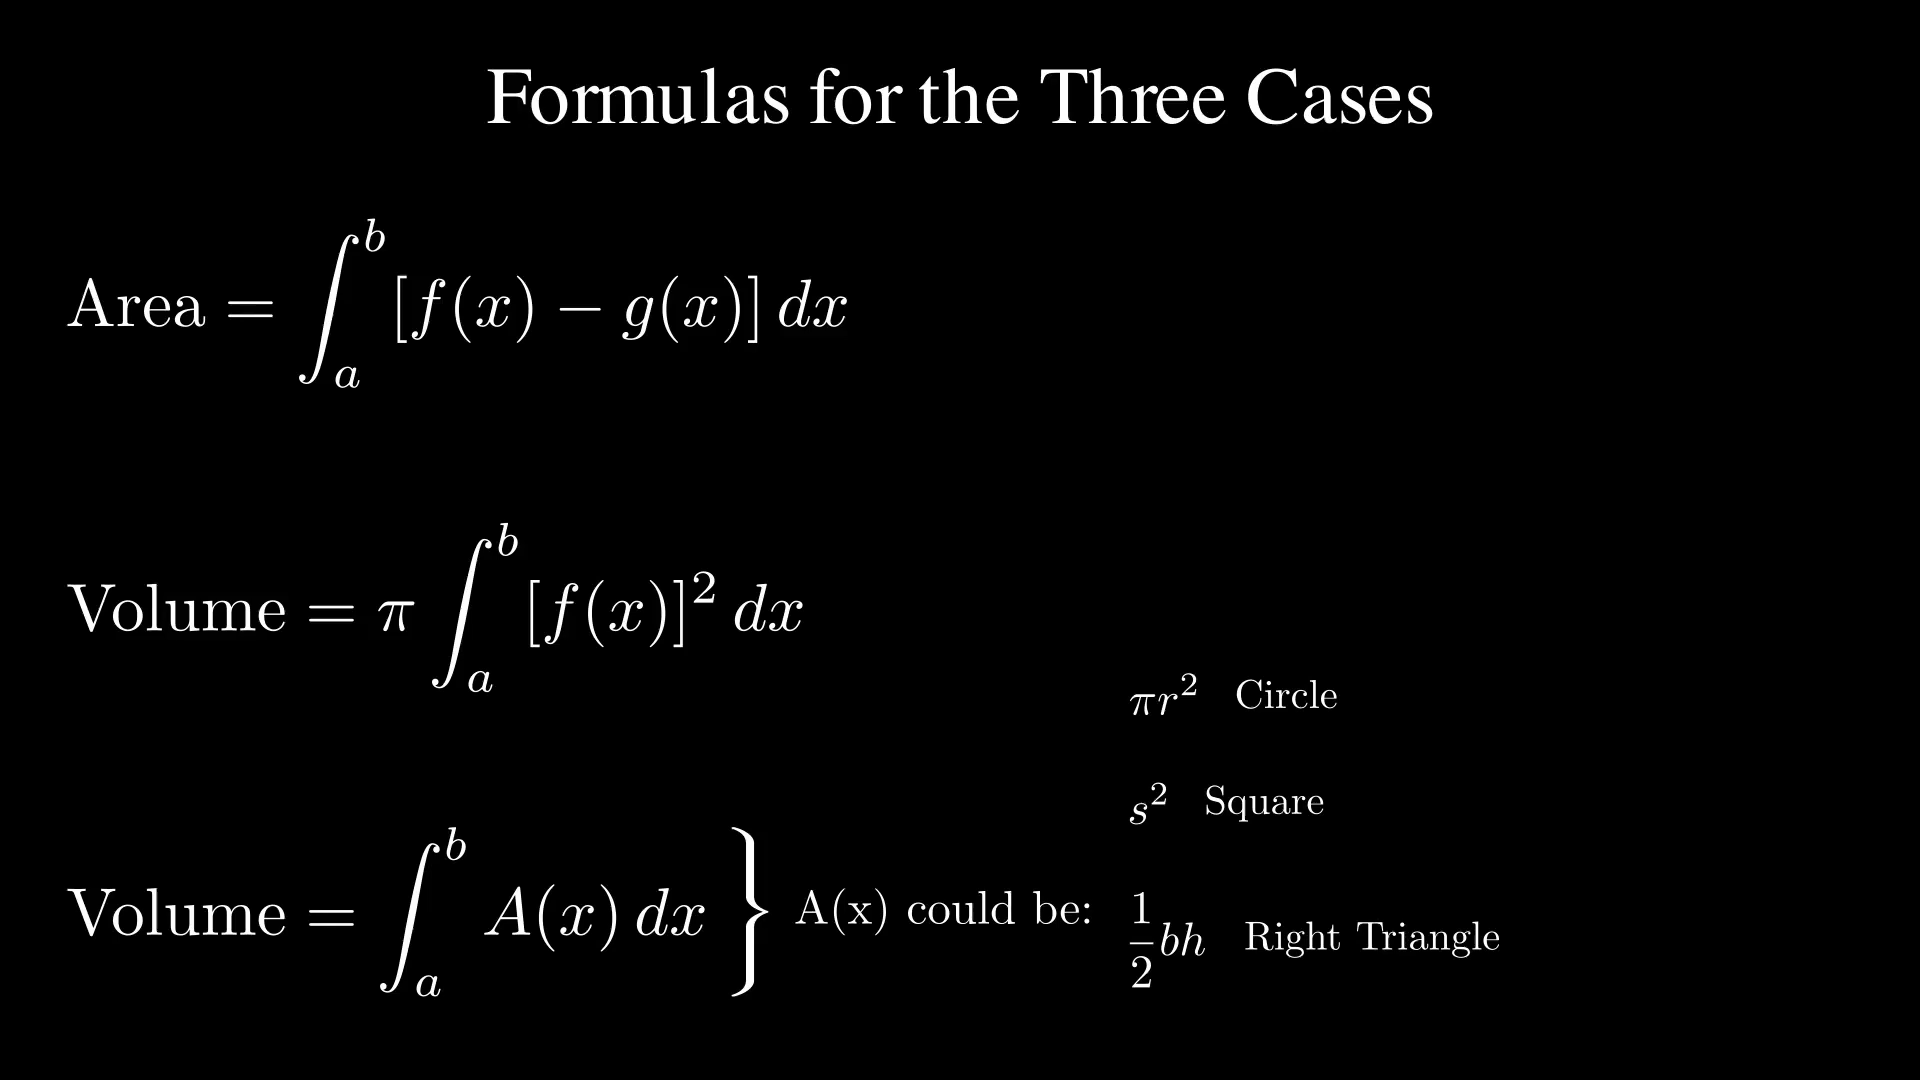 Formulas for the Three Cases
Area = ∫_a^b [f(x) − g(x)] dx
Volume = π ∫_a^b [f(x)]² dx
Volume = ∫_a^b A(x) dx } A(x) could be:
πr² Circle
s² Square
1/2 bh Right Triangle